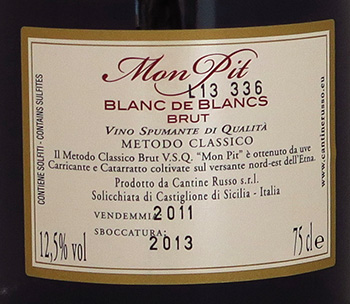 Mon Pit
L13 336
BLANC DE BLANCS
BRUT
VINO SPUMANTE DI QUALITÀ
METODO CLASSICO
Il Metodo Classico Brut V.S.Q. "Mon Pit" è ottenuto da uve
Carricante e Catarratto coltivate sul versante nord-est dell'Etna.
Prodotto da Cantine Russo s.r.l.
Solicchiata di Castiglione di Sicilia - Italia
VENDEMMIA: 2011
SBOCCATURA: 2013
12,5% vol
75 cl e
CONTIENE SOLFITI - CONTAINS SULFITES
www.cantinerusso.eu